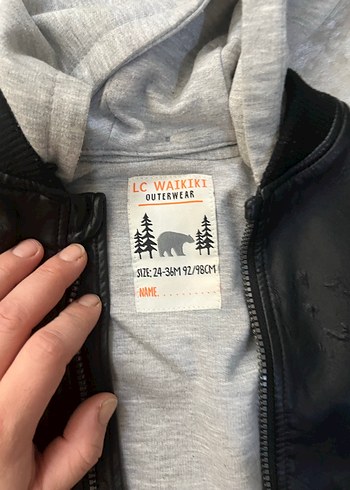 LC WAIKIKI
OUTERWEAR
SIZE: 24-36M 92/98CM
NAME..........